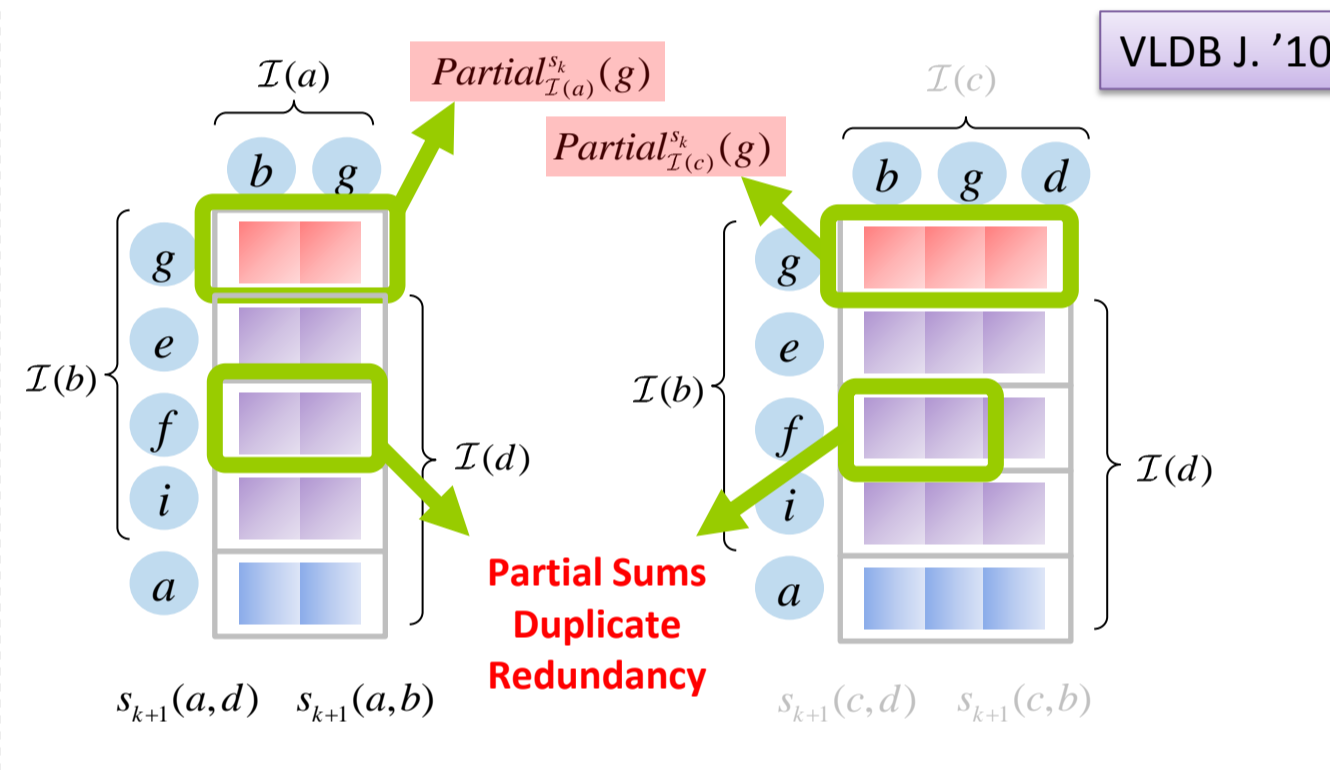 VLDB J. ’10
𝓘(a)
Partial^{s_k}_{𝓘(a)}(g)
𝓘(c)
Partial^{s_k}_{𝓘(c)}(g)
b g
b g d
g
e
f
i
a
𝓘(b)
𝓘(d)
g
e
f
i
a
𝓘(b)
𝓘(d)
Partial Sums
Duplicate
Redundancy
s_{k+1}(a,d) s_{k+1}(a,b)
s_{k+1}(c,d) s_{k+1}(c,b)